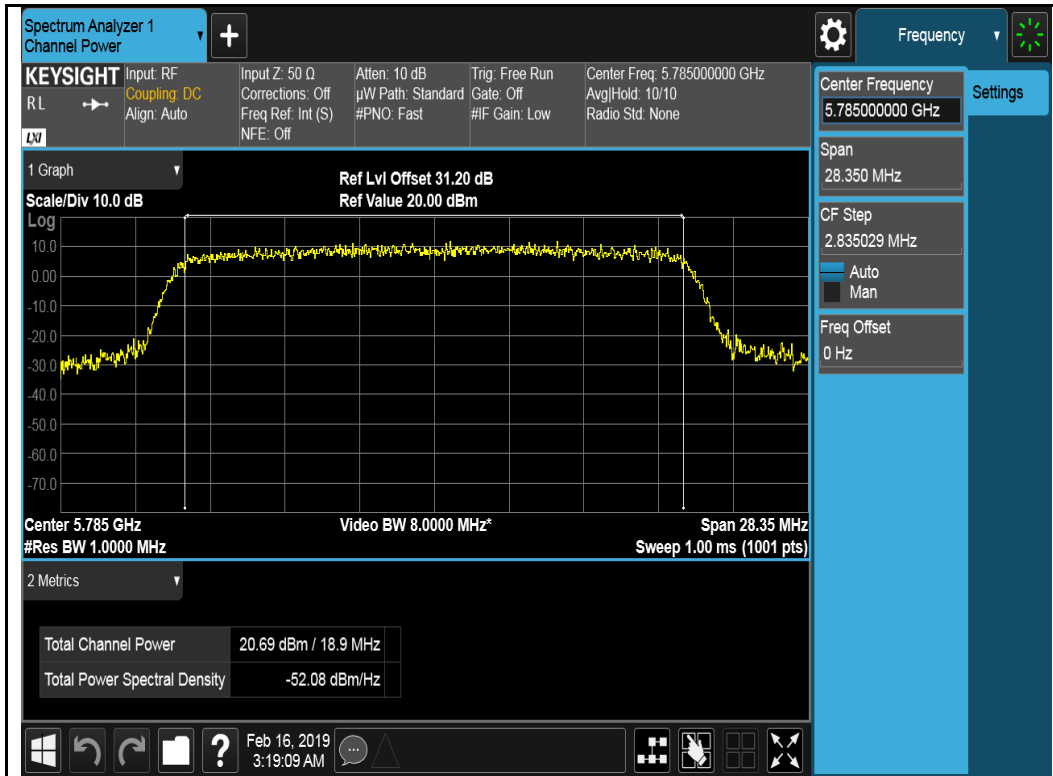 Spectrum Analyzer 1
Channel Power
+
Frequency
KEYSIGHT
R L
LXI
Input: RF
Coupling: DC
Align: Auto
Input Z: 50 Ω
Corrections: Off
Freq Ref: Int (S)
NFE: Off
Atten: 10 dB
µW Path: Standard
#PNO: Fast
Trig: Free Run
Gate: Off
#IF Gain: Low
Center Freq: 5.785000000 GHz
Avg|Hold: 10/10
Radio Std: None
Center Frequency
5.785000000 GHz
Settings
Span
28.350 MHz
CF Step
2.835029 MHz
Auto
Man
Freq Offset
0 Hz
1 Graph
Ref Lvl Offset 31.20 dB
Scale/Div 10.0 dB
Ref Value 20.00 dBm
Log
10.0
0.00
-10.0
-20.0
-30.0
-40.0
-50.0
-60.0
-70.0
Center 5.785 GHz
Video BW 8.0000 MHz*
Span 28.35 MHz
#Res BW 1.0000 MHz
Sweep 1.00 ms (1001 pts)
2 Metrics
Total Channel Power
20.69 dBm / 18.9 MHz
Total Power Spectral Density
-52.08 dBm/Hz
?
Feb 16, 2019
3:19:09 AM